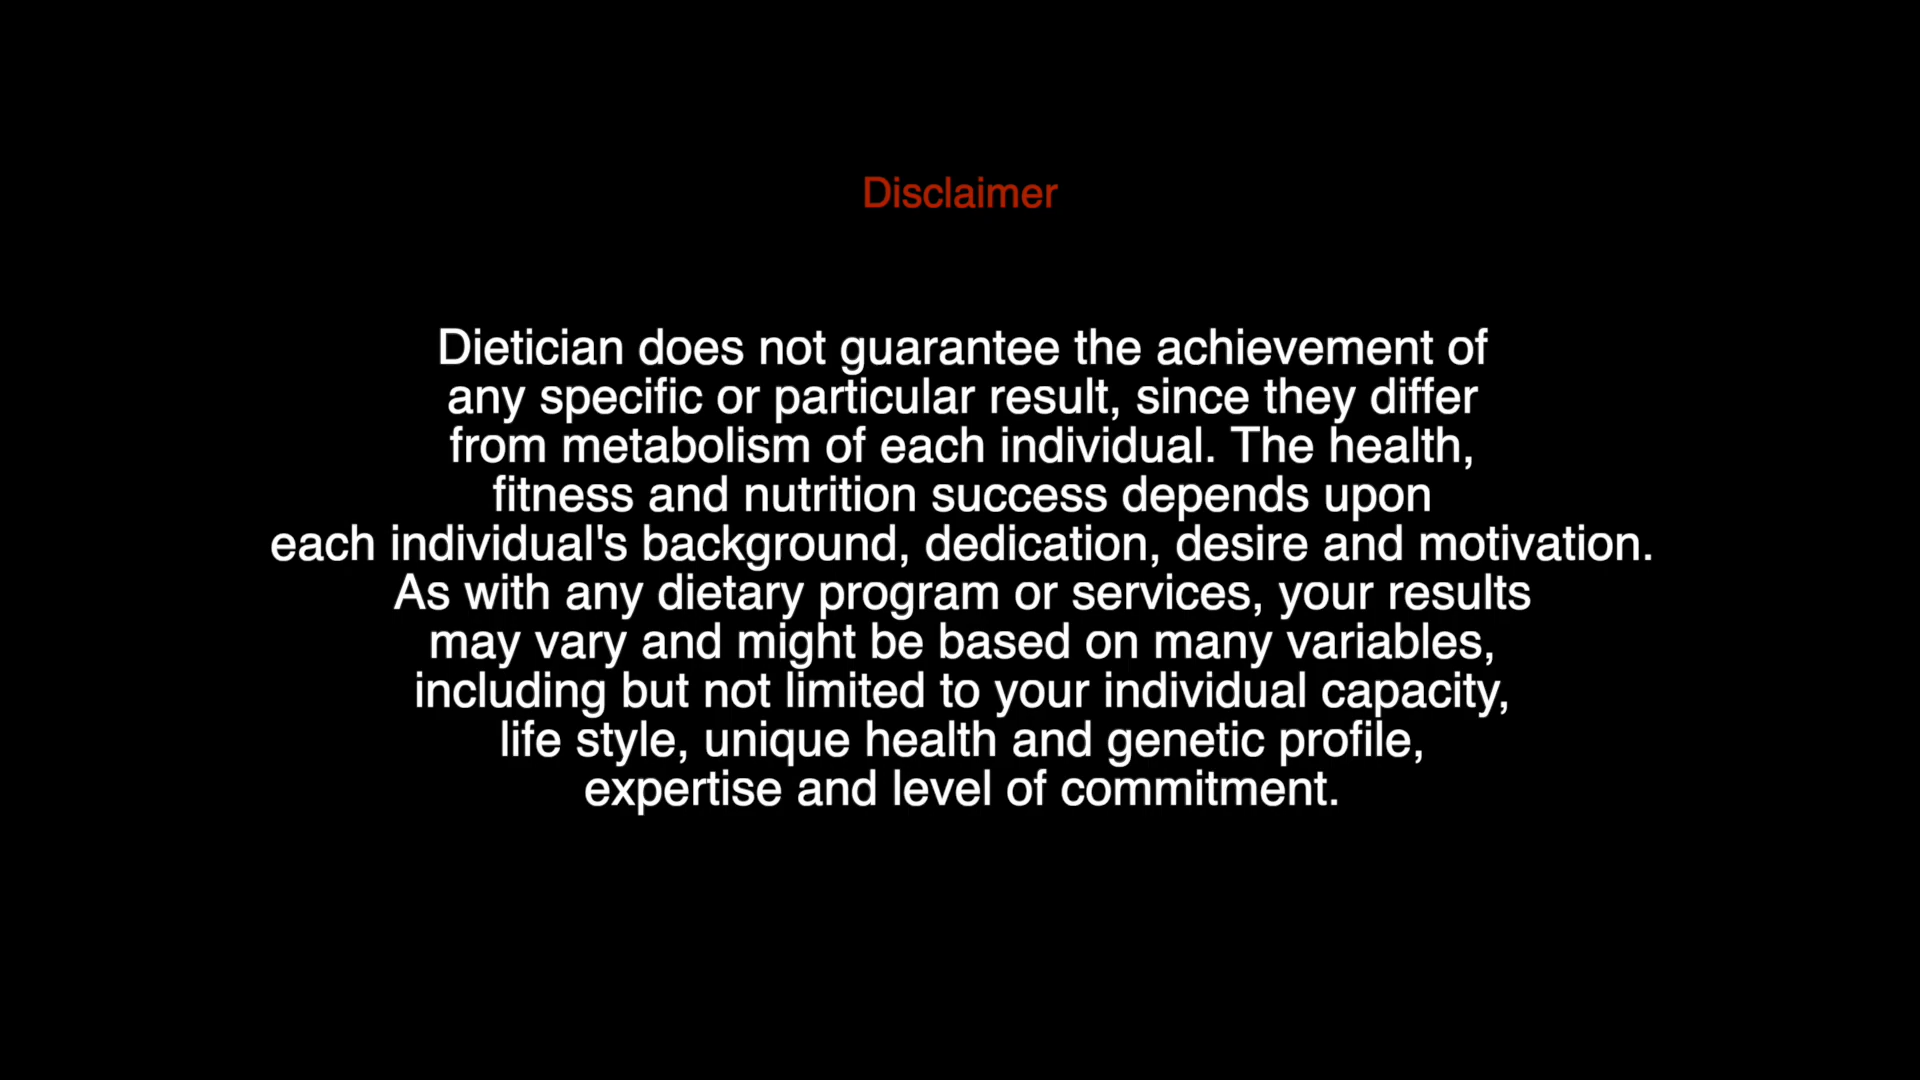 Disclaimer
Dietician does not guarantee the achievement of
any specific or particular result, since they differ
from metabolism of each individual. The health,
fitness and nutrition success depends upon
each individual's background, dedication, desire and motivation.
As with any dietary program or services, your results
may vary and might be based on many variables,
including but not limited to your individual capacity,
life style, unique health and genetic profile,
expertise and level of commitment.